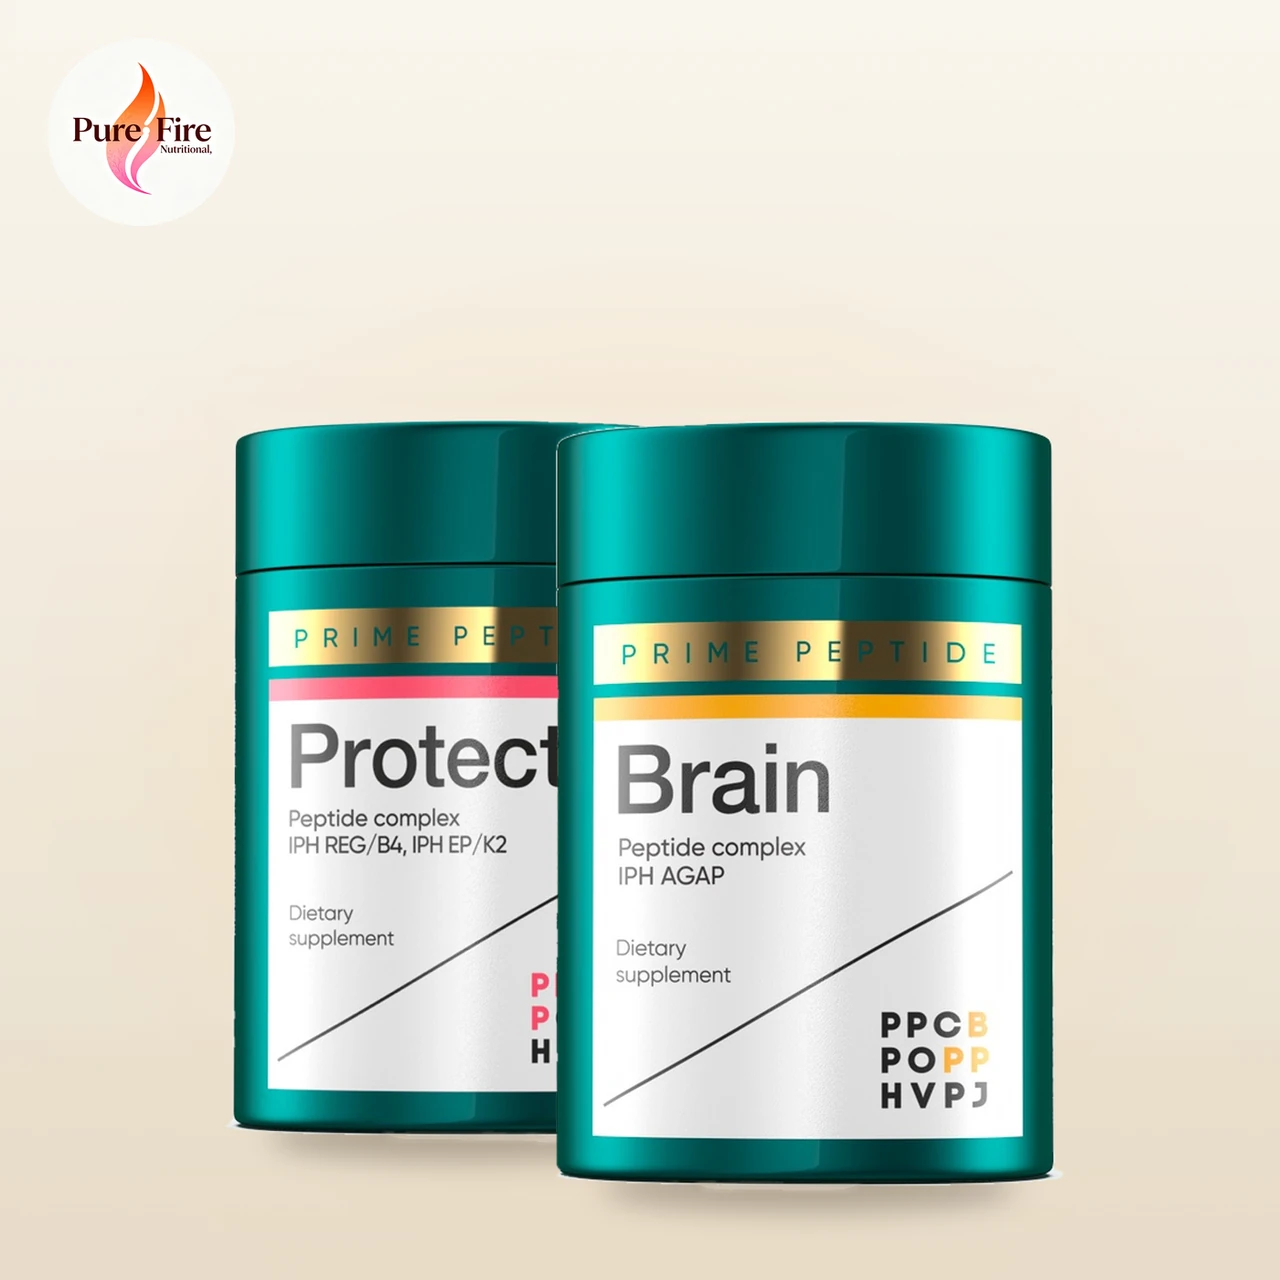 Pure Fire
Nutritional,
PRIME PEPT
Protect
Peptide complex
IPH REG/B4, IPH EP/K2
Dietary
supplement
P
P
H
PRIME PEPTIDE
Brain
Peptide complex
IPH AGAP
Dietary
supplement
PPCB
POPP
HVPJ